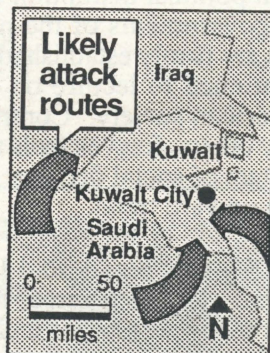 Likely
attack
routes
Iraq
Kuwait
Kuwait City
Saudi
Arabia
0 50
miles
N